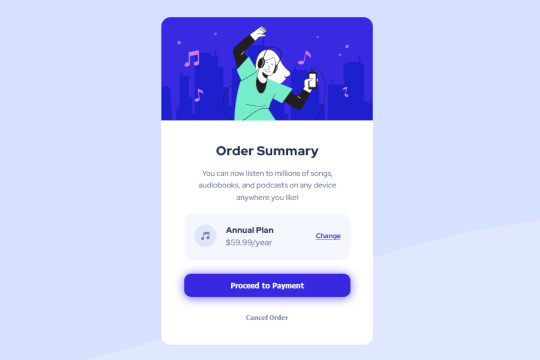 Order Summary
You can now listen to millions of songs,
audiobooks, and podcasts on any device
anywhere you like!
Annual Plan
$59.99/year
Change
Proceed to Payment
Cancel Order